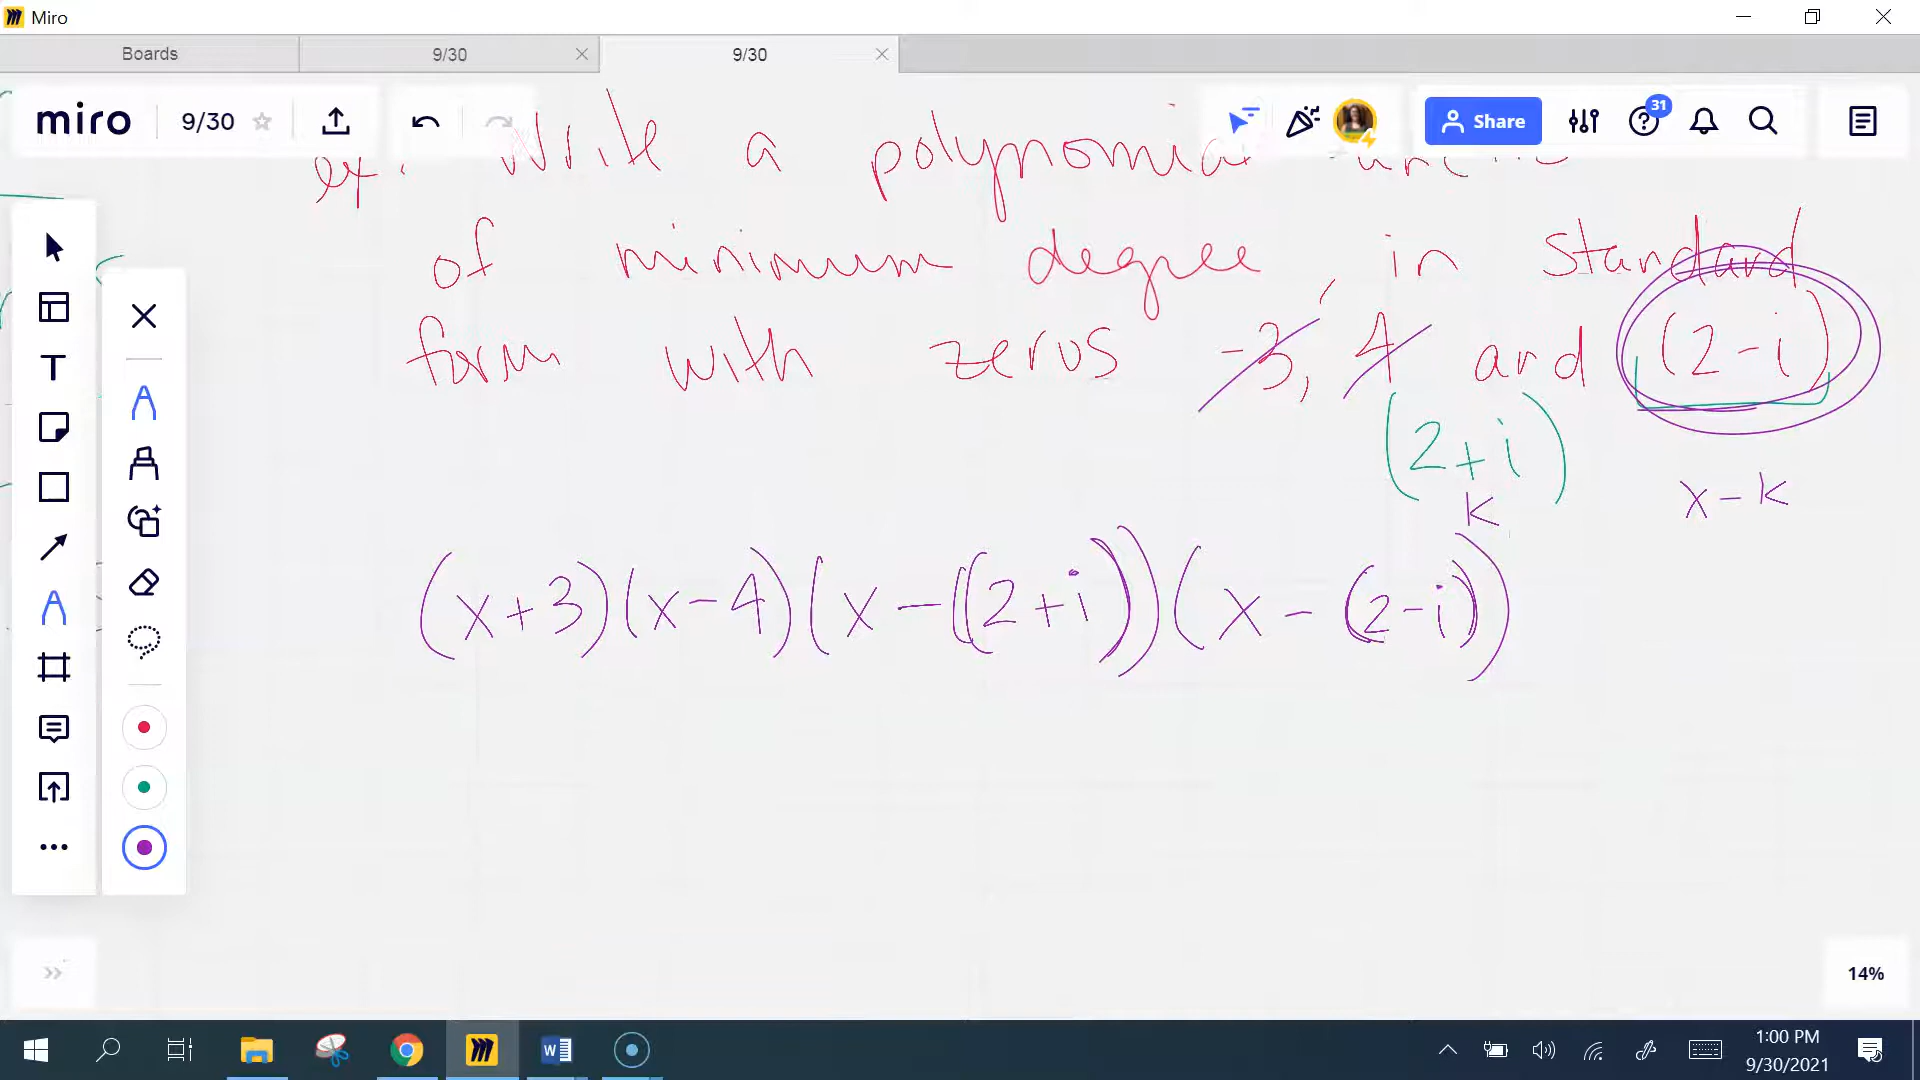 Miro
Boards 9/30 9/30
miro 9/30 Share 31
ex. Write a polynomial
of minimum degree, in standard
form with zeros -3, 4 and (2-i)
(2+i)
K x-K
(x+3)(x-4)(x-((2+i))(x-(2-i))
T
14%
1:00 PM
9/30/2021